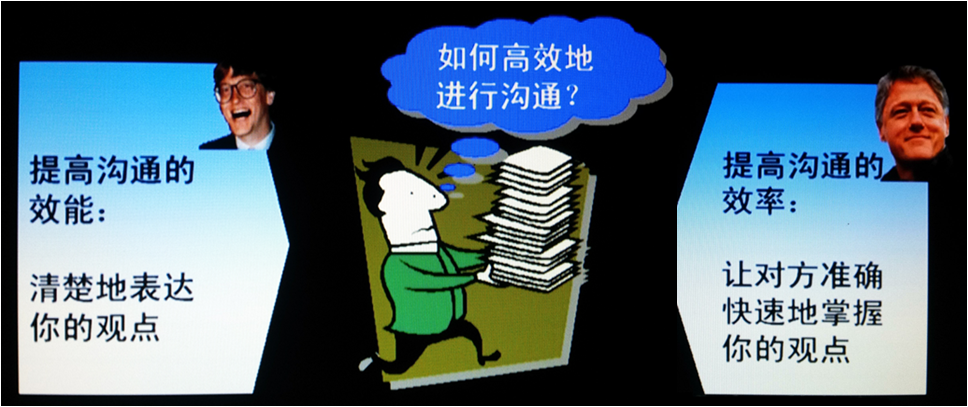 如何高效地
进行沟通？
提高沟通的
效能：
清楚地表达
你的观点
提高沟通的
效率：
让对方准确
快速地掌握
你的观点